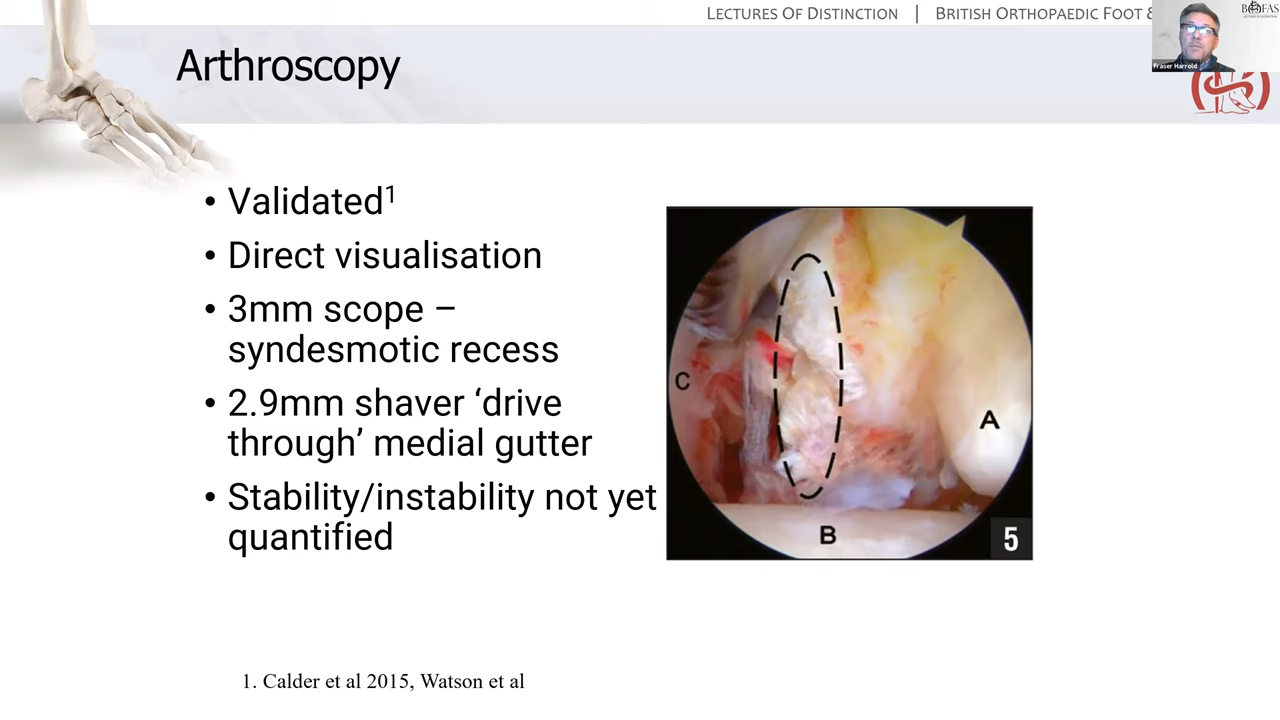 LECTURES OF DISTINCTION | BRITISH ORTHOPAEDIC FOOT &
Fraser Harrold
Arthroscopy
• Validated¹
• Direct visualisation
• 3mm scope –
syndesmotic recess
• 2.9mm shaver ‘drive
through’ medial gutter
• Stability/instability not yet
quantified
C
A
B
5
1. Calder et al 2015, Watson et al